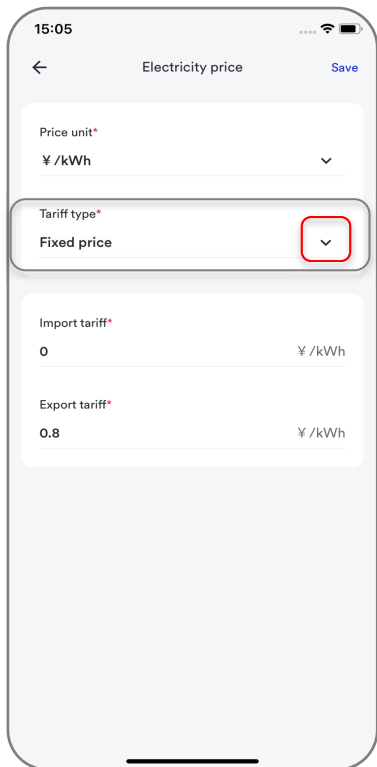 15:05
Electricity price Save
Price unit*
¥ /kWh
Tariff type*
Fixed price
Import tariff*
0 ¥ /kWh
Export tariff*
0.8 ¥ /kWh